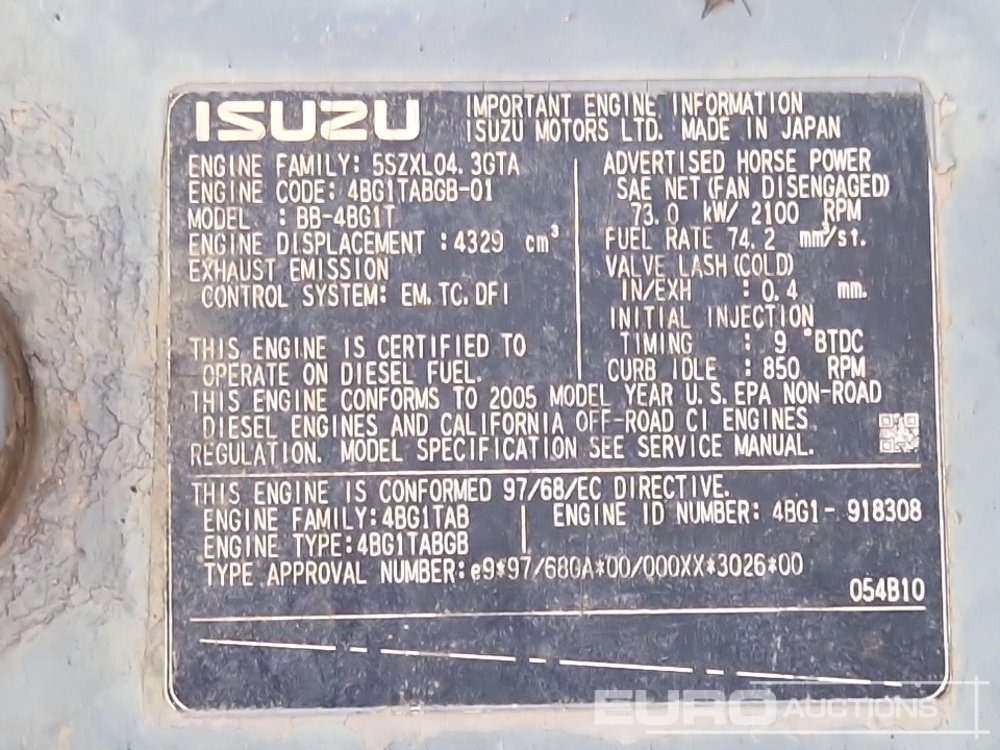 ISUZU
IMPORTANT ENGINE INFORMATION
ISUZU MOTORS LTD. MADE IN JAPAN
ENGINE FAMILY: 5SZXL04.3GTA
ENGINE CODE: 4BG1TABGB-01
MODEL : BB-4BG1T
ENGINE DISPLACEMENT :4329 cm³
EXHAUST EMISSION
CONTROL SYSTEM: EM.TC.DFI
THIS ENGINE IS CERTIFIED TO
OPERATE ON DIESEL FUEL.
ADVERTISED HORSE POWER
SAE NET (FAN DISENGAGED)
73.0 kW/ 2100 RPM
FUEL RATE 74.2 mm³/st.
VALVE LASH(COLD)
IN/EXH : 0.4 mm.
INITIAL INJECTION
TIMING : 9 °BTDC
CURB IDLE : 850 RPM
THIS ENGINE CONFORMS TO 2005 MODEL YEAR U.S.EPA NON-ROAD
DIESEL ENGINES AND CALIFORNIA OFF-ROAD CI ENGINES
REGULATION. MODEL SPECIFICATION SEE SERVICE MANUAL.
THIS ENGINE IS CONFORMED 97/68/EC DIRECTIVE.
ENGINE FAMILY:4BG1TAB
ENGINE TYPE:4BG1TABGB
ENGINE ID NUMBER: 4BG1- 918308
TYPE APPROVAL NUMBER:e9*97/68GA*00/000XX*3026*00
054B10
EURO AUCTIONS